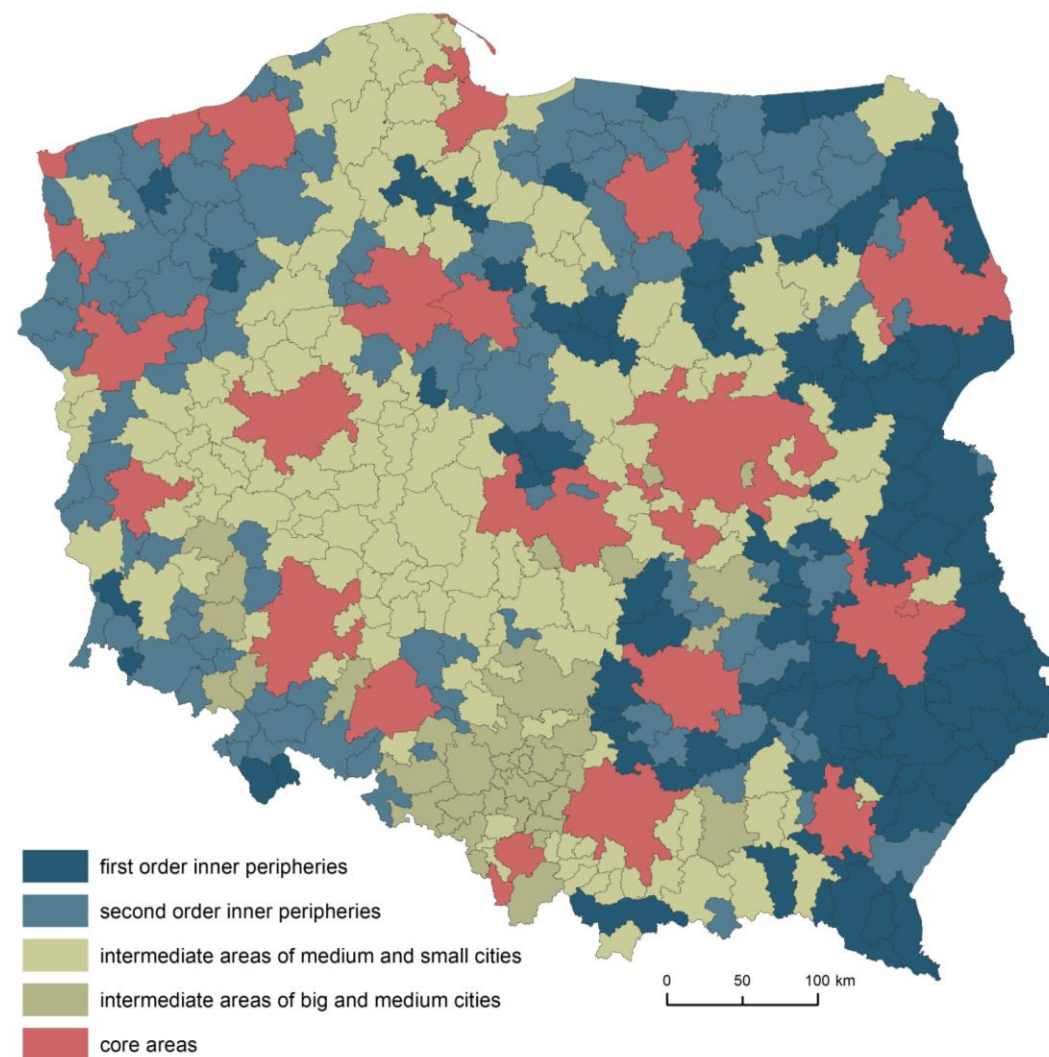 first order inner peripheries
second order inner peripheries
intermediate areas of medium and small cities
intermediate areas of big and medium cities
core areas
0 50 100 km